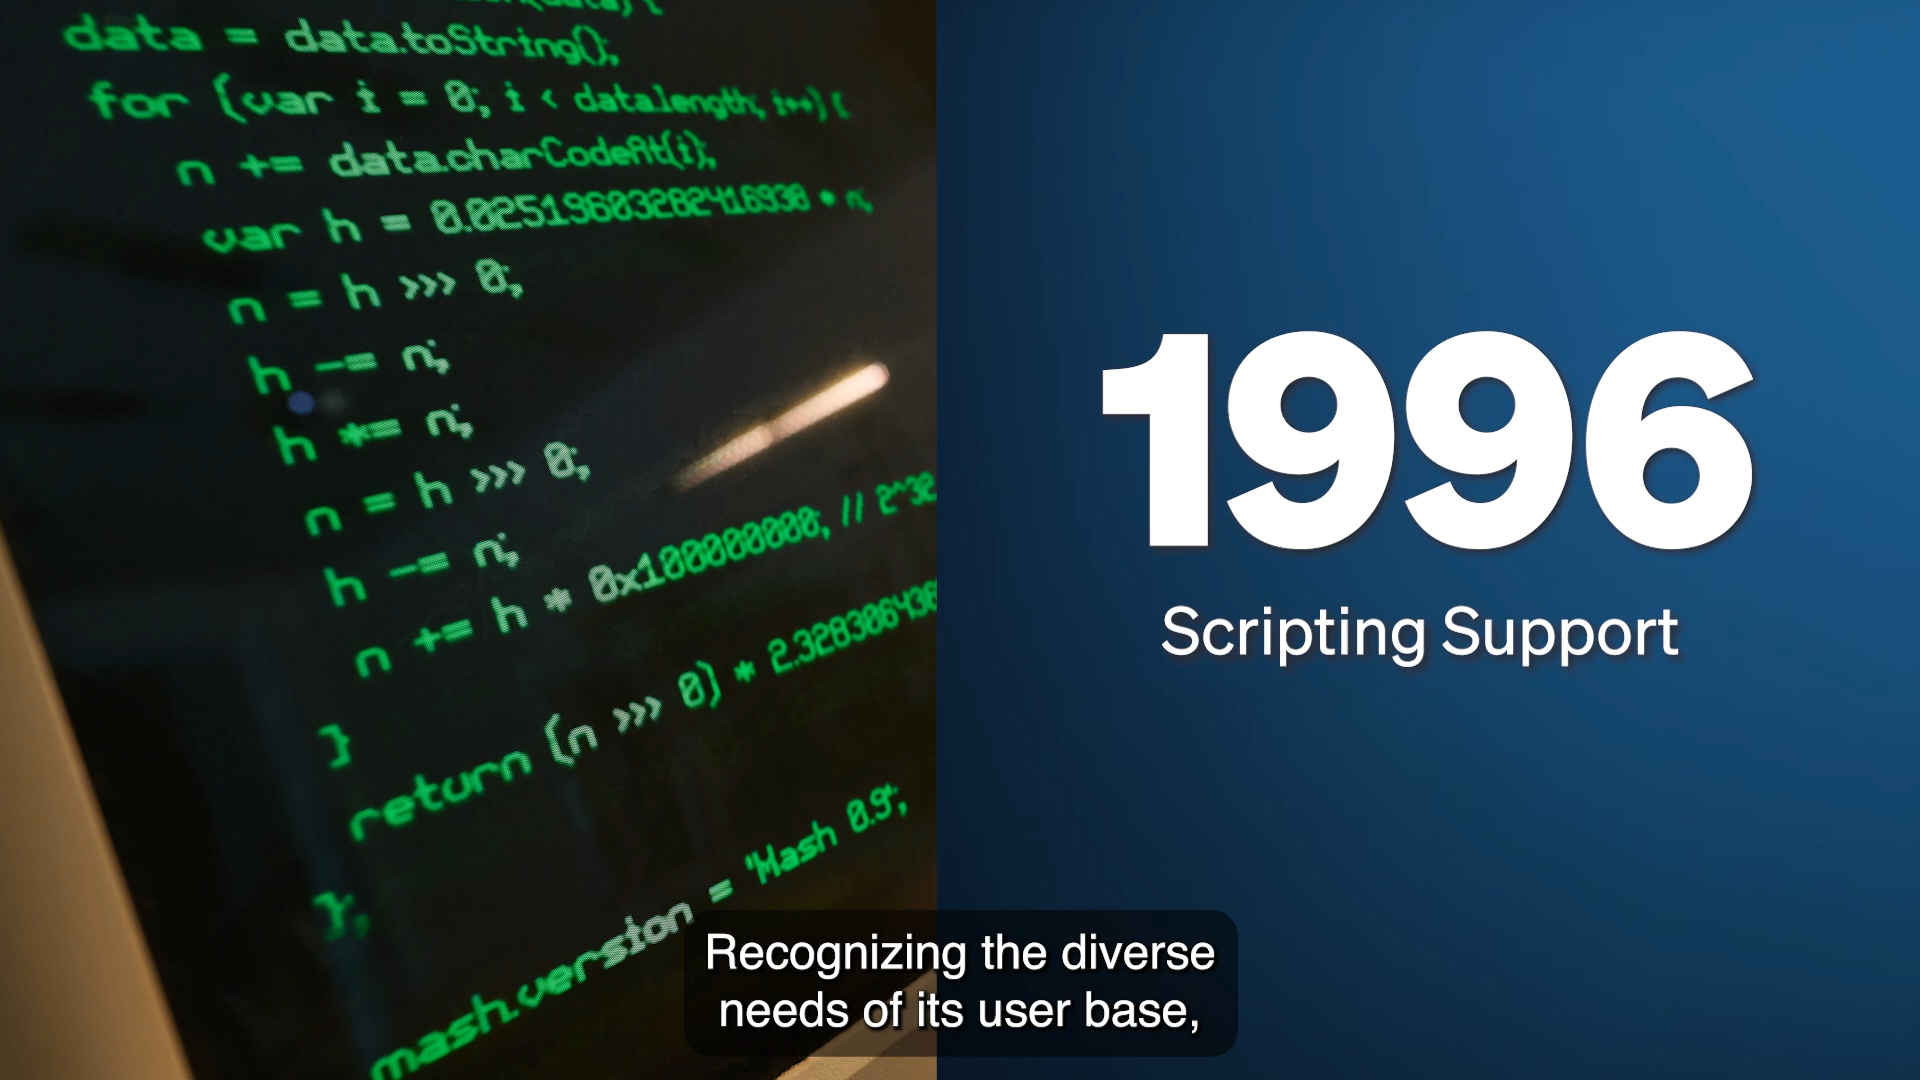 data = data.toString();
for (var i = 0; i < data.length; i++) {
n += data.charCodeAt(i);
var h = 0.02519603282416938 * n;
n = h >>> 0;
h -= n;
h *= n;
n = h >>> 0;
h -= n;
n += h * 0x100000000; // 2^32
}
return (n >>> 0) * 2.328306436
};
mash.version = 'Mash 0.9';
1996
Scripting Support
Recognizing the diverse
needs of its user base,